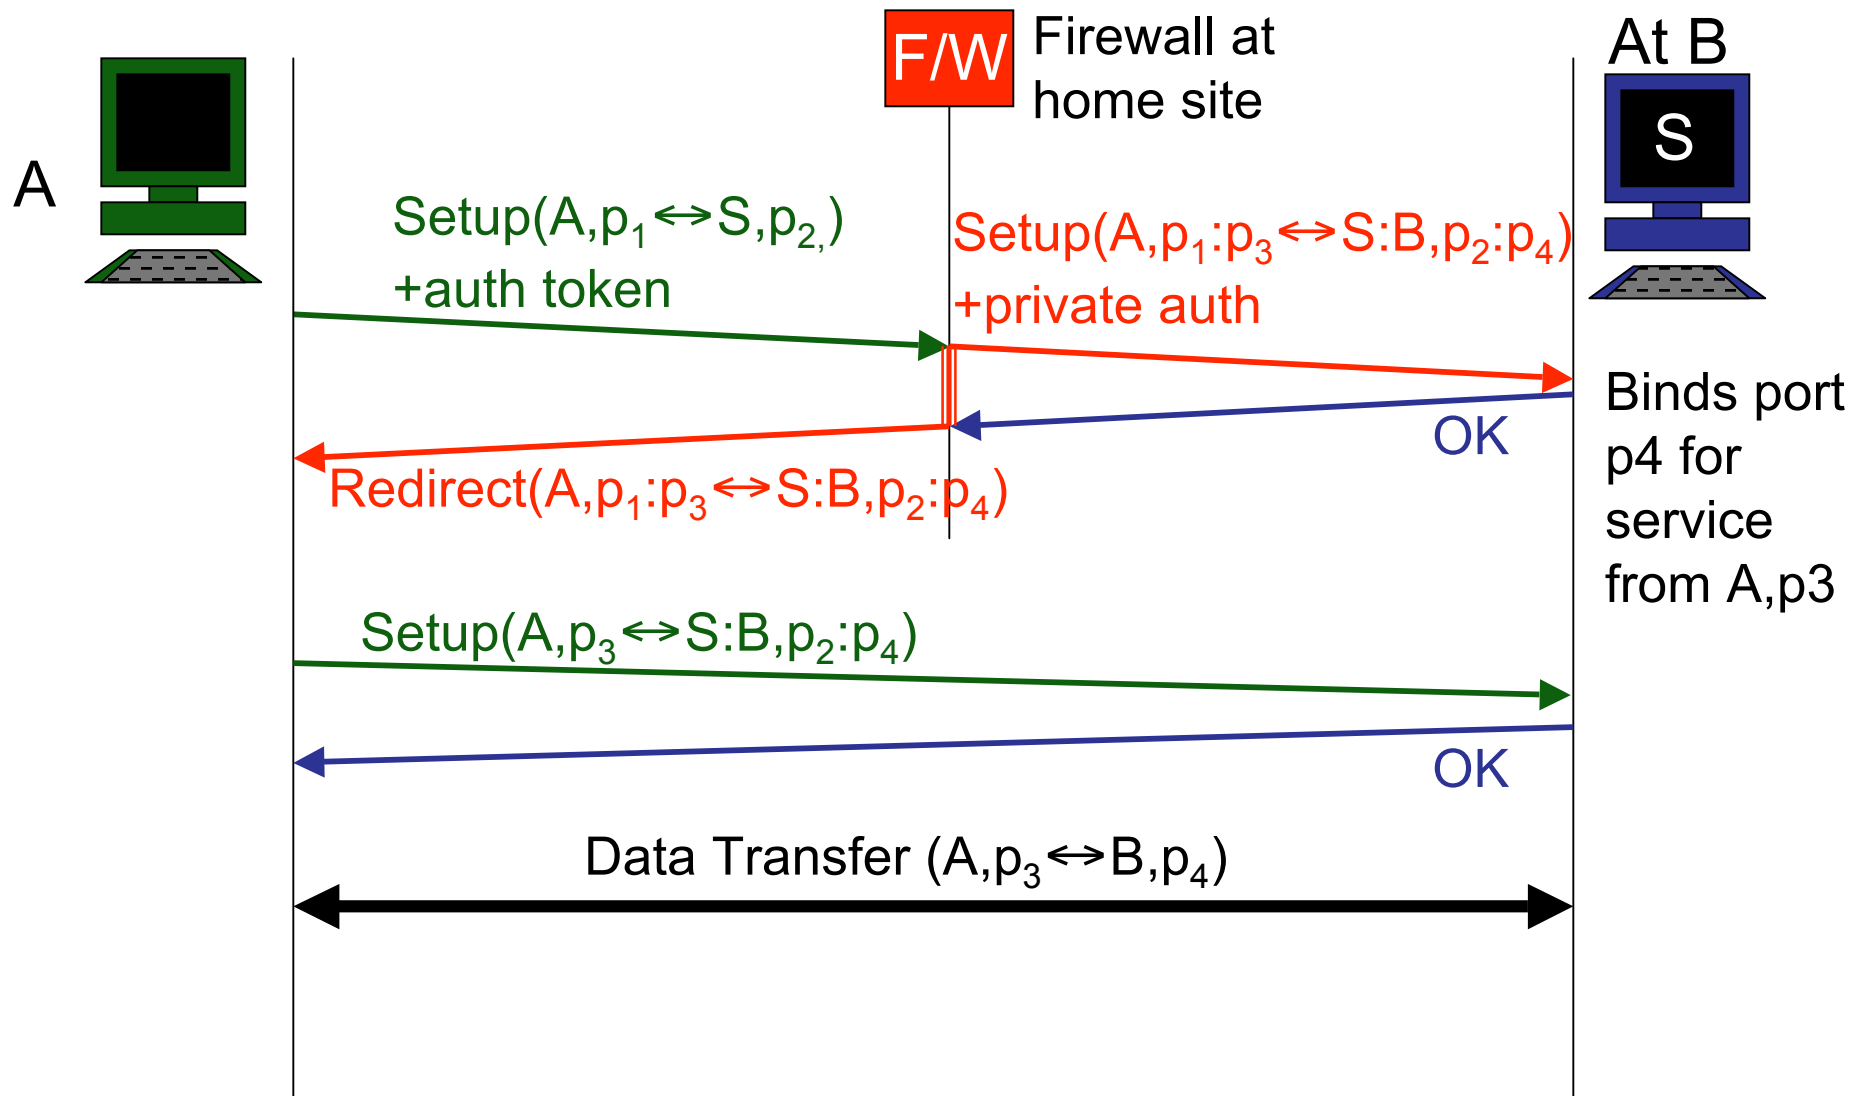 F/W
Firewall at
home site
At B
S
A
Setup(A,p₁⇔S,p₂,)
+auth token
Setup(A,p₁:p₃⇔S:B,p₂:p₄)
+private auth
OK
Redirect(A,p₁:p₃⇔S:B,p₂:p₄)
Binds port
p4 for
service
from A,p3
Setup(A,p₃⇔S:B,p₂:p₄)
OK
Data Transfer (A,p₃⇔B,p₄)